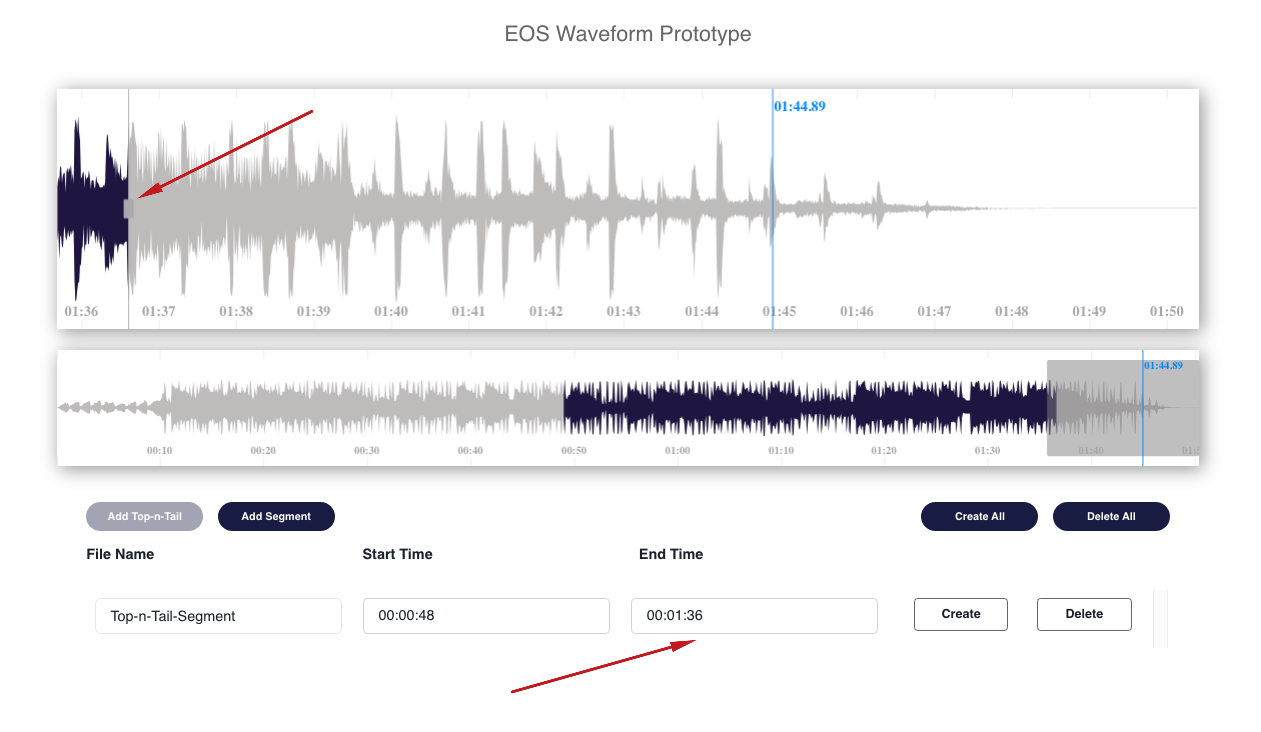 EOS Waveform Prototype
01:44.89
01:36 01:37 01:38 01:39 01:40 01:41 01:42 01:43 01:44 01:45 01:46 01:47 01:48 01:49 01:50
01:44.89
00:10 00:20 00:30 00:40 00:50 01:00 01:10 01:20 01:30 01:40
Add Top-n-Tail Add Segment Create All Delete All
File Name Start Time End Time
Top-n-Tail-Segment 00:00:48 00:01:36 Create Delete